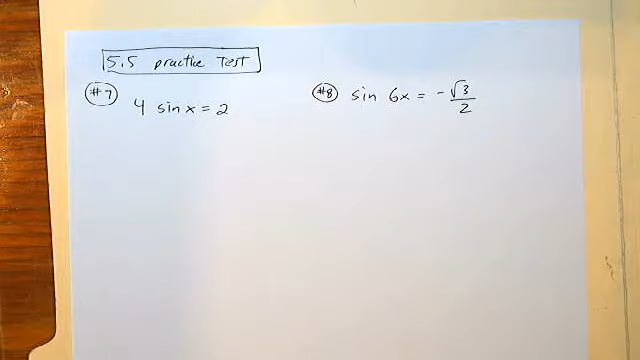 5.5 practice Test
#7 4 sin x = 2
#8 sin 6x = -√3/2